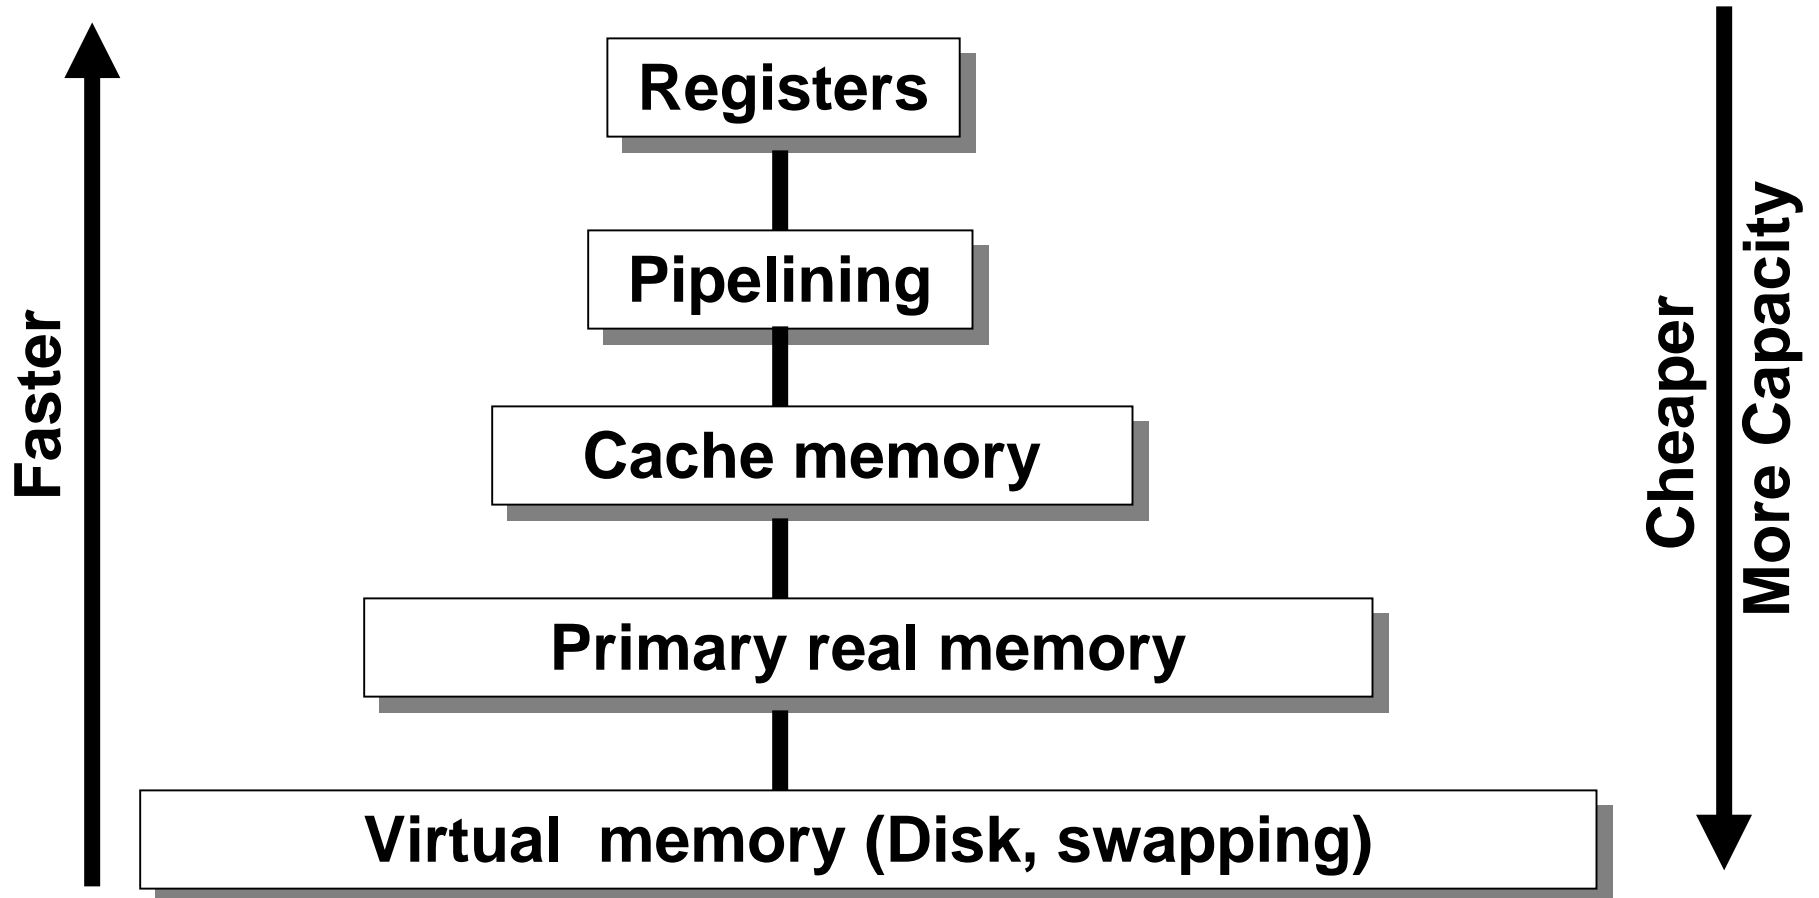 Registers
Pipelining
Cache memory
Primary real memory
Virtual  memory (Disk, swapping)
Faster
Cheaper
More Capacity